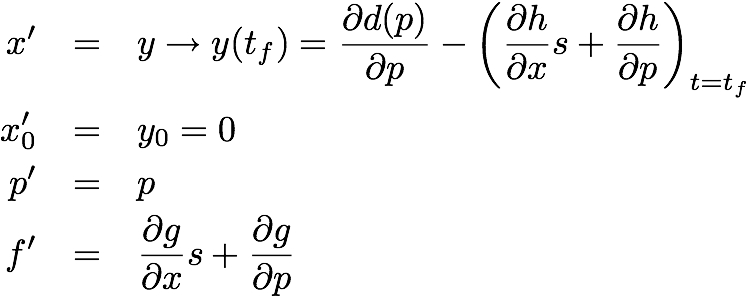 x′ = y → y(t_f) = ∂d(p)/∂p − (∂h/∂x s + ∂h/∂p)_{t=t_f}
x′_0 = y_0 = 0
p′ = p
f′ = ∂g/∂x s + ∂g/∂p